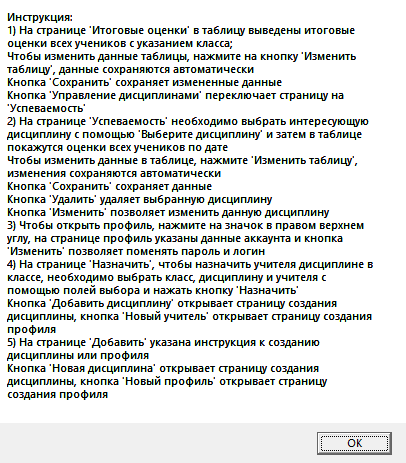 Инструкция:
1) На странице 'Итоговые оценки' в таблицу выведены итоговые
оценки всех учеников с указанием класса;
Чтобы изменить данные таблицы, нажмите на кнопку 'Изменить
таблицу', данные сохраняются автоматически
Кнопка 'Сохранить' сохраняет измененные данные
Кнопка 'Управление дисциплинами' переключает страницу на
'Успеваемость'
2) На странице 'Успеваемость' необходимо выбрать интересующую
дисциплину с помощью 'Выберите дисциплину' и затем в таблице
покажутся оценки всех учеников по дате
Чтобы изменить данные в таблице, нажмите 'Изменить таблицу',
изменения сохраняются автоматически
Кнопка 'Сохранить' сохраняет данные
Кнопка 'Удалить' удаляет выбранную дисциплину
Кнопка 'Изменить' позволяет изменить данную дисциплину
3) Чтобы открыть профиль, нажмите на значок в правом верхнем
углу, на странице профиль указаны данные аккаунта и кнопка
'Изменить' позволяет поменять пароль и логин
4) На странице 'Назначить', чтобы назначить учителя дисциплине в
классе, необходимо выбрать класс, дисциплину и учителя с
помощью полей выбора и нажать кнопку 'Назначить'
Кнопка 'Добавить дисциплину' открывает страницу создания
дисциплины, кнопка 'Новый учитель' открывает страницу создания
профиля
5) На странице 'Добавить' указана инструкция к созданию
дисциплины или профиля
Кнопка 'Новая дисциплина' открывает страницу создания
дисциплины, кнопка 'Новый профиль' открывает страницу
создания профиля
ОК